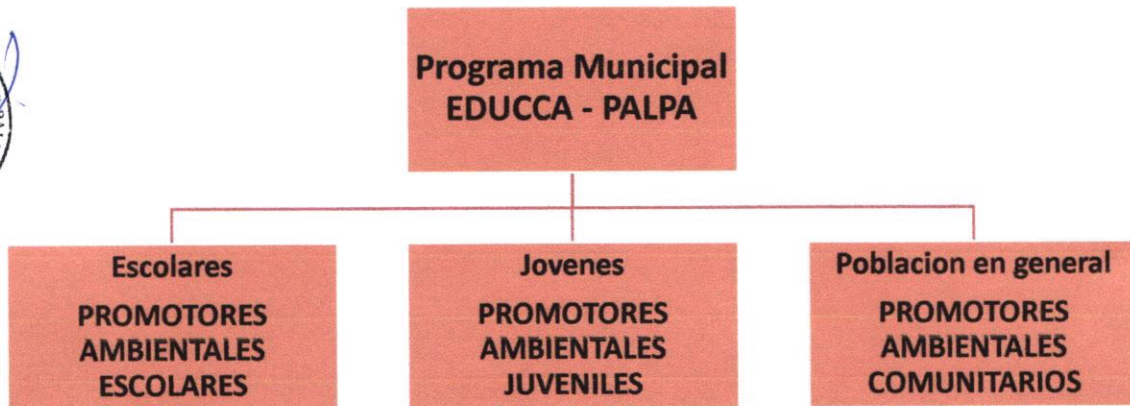 Programa Municipal
EDUCCA - PALPA
Escolares
PROMOTORES
AMBIENTALES
ESCOLARES
Jovenes
PROMOTORES
AMBIENTALES
JUVENILES
Poblacion en general
PROMOTORES
AMBIENTALES
COMUNITARIOS